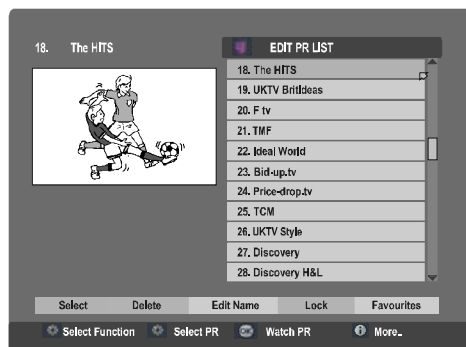 18. The HITS
EDIT PR LIST
18. The HITS
19. UKTV BritIdeas
20. F tv
21. TMF
22. Ideal World
23. Bid-up.tv
24. Price-drop.tv
25. TCM
26. UKTV Style
27. Discovery
28. Discovery H&L
Select Delete Edit Name Lock Favourites
Select Function Select PR OK Watch PR i More..